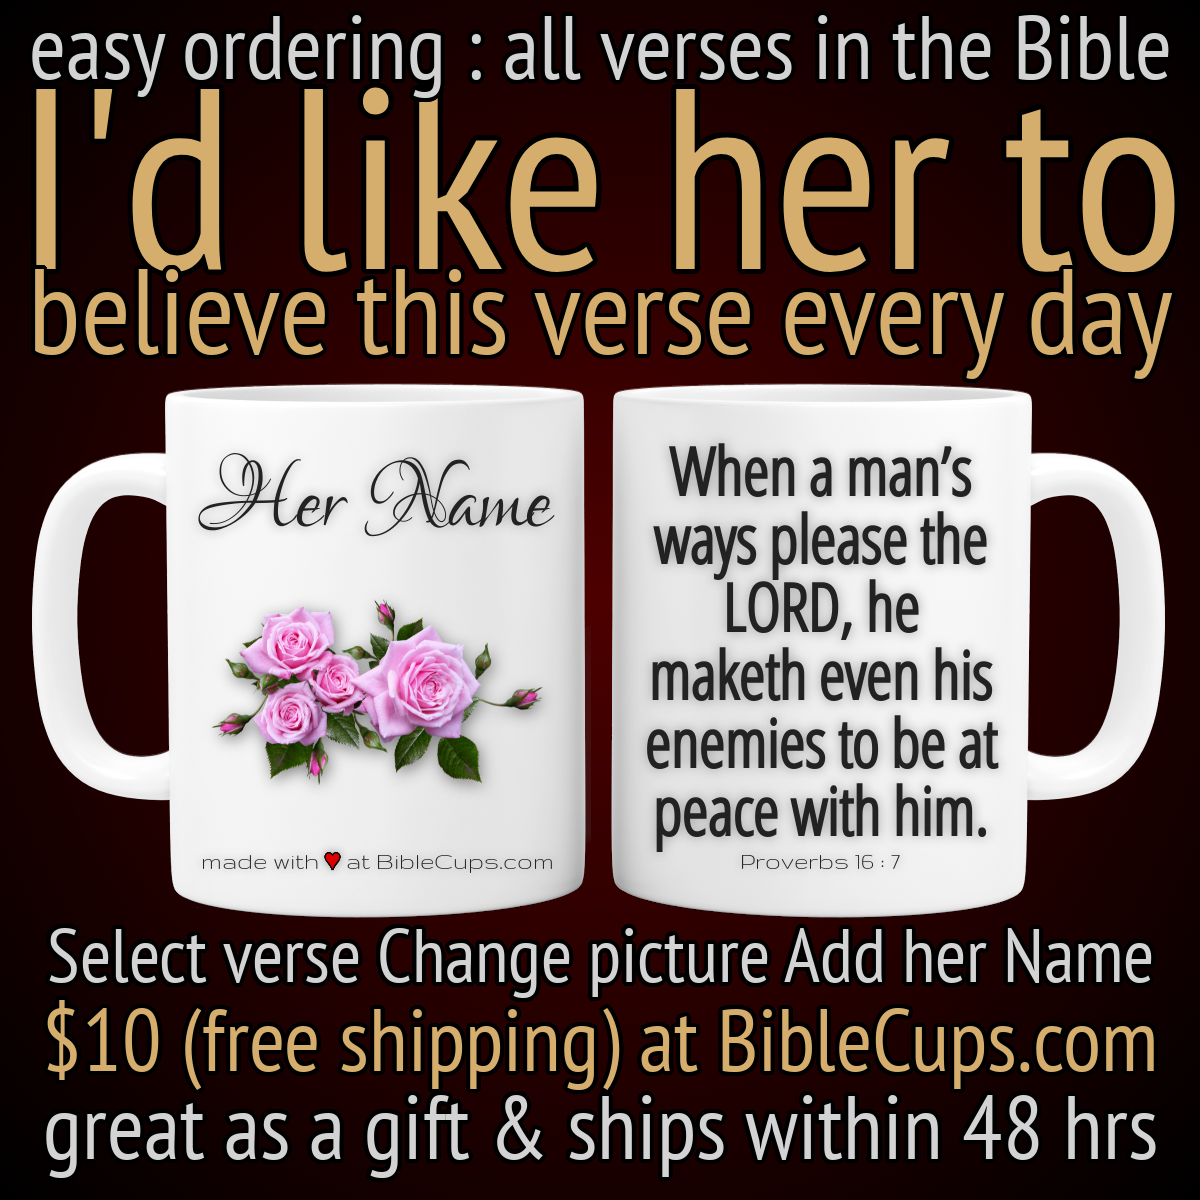 easy ordering : all verses in the Bible
I'd like her to
believe this verse every day
Her Name
made with ♥ at BibleCups.com
When a man’s
ways please the
LORD, he
maketh even his
enemies to be at
peace with him.
Proverbs 16 : 7
Select verse Change picture Add her Name
$10 (free shipping) at BibleCups.com
great as a gift & ships within 48 hrs